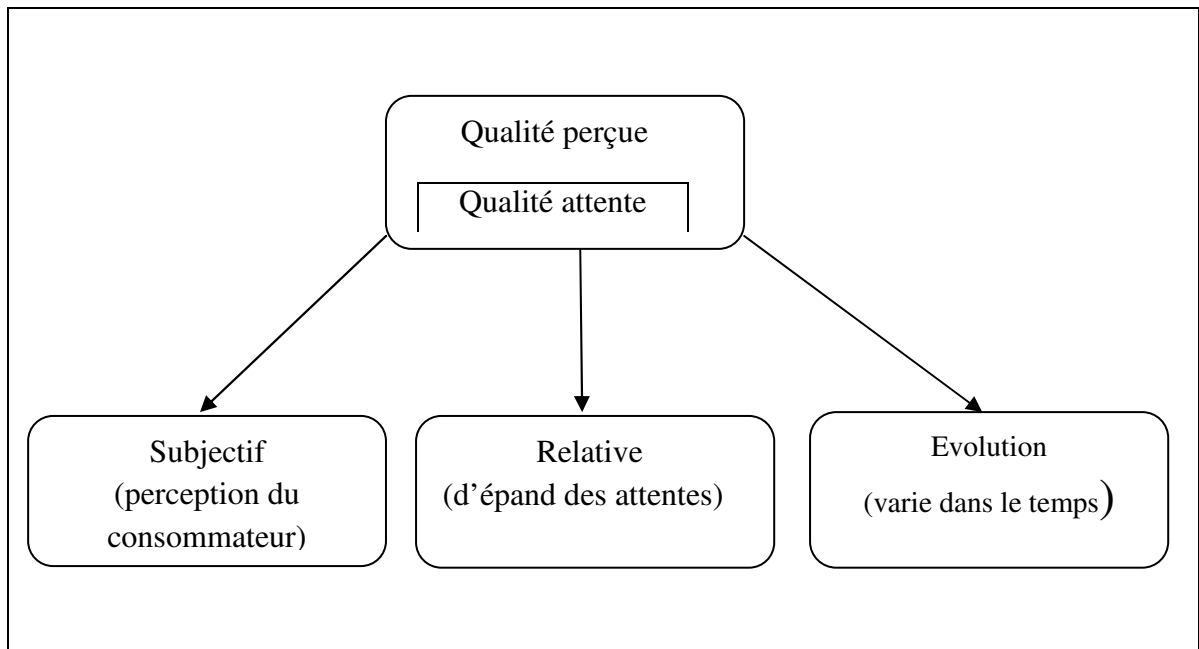 Qualité perçue
Qualité attente
Subjectif
(perception du
consommateur)
Relative
(d'épand des attentes)
Evolution
(varie dans le temps)